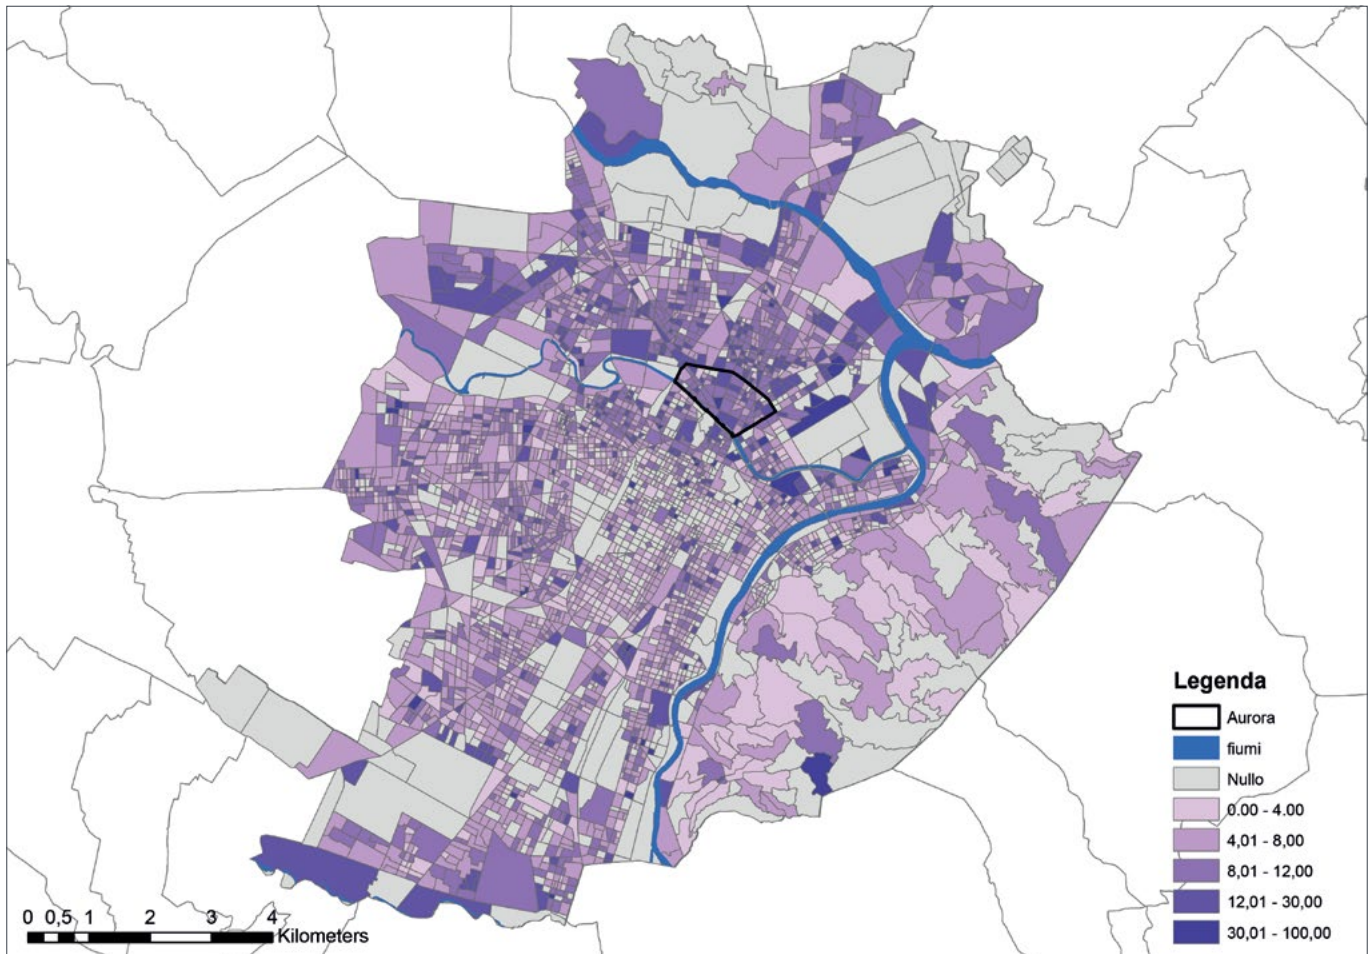 Legenda
Aurora
fiumi
Nullo
0.00 - 4.00
4,01 - 8,00
8,01 - 12,00
12,01 - 30,00
30,01 - 100,00
0 0,5 1 2 3 4
Kilometers